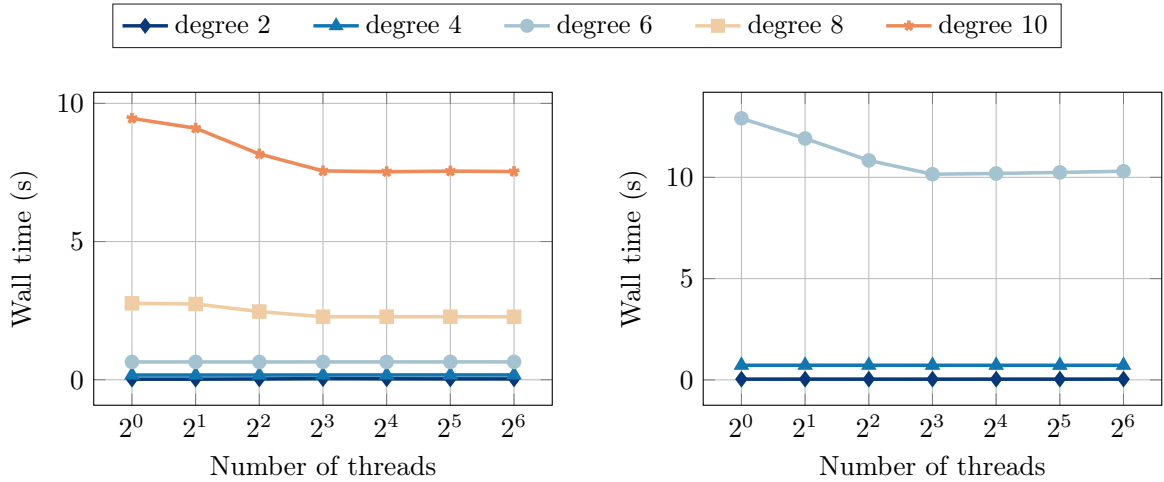 degree 2 degree 4 degree 6 degree 8 degree 10
10
5
0
Wall time (s)
2^0 2^1 2^2 2^3 2^4 2^5 2^6
Number of threads
10
5
0
Wall time (s)
2^0 2^1 2^2 2^3 2^4 2^5 2^6
Number of threads